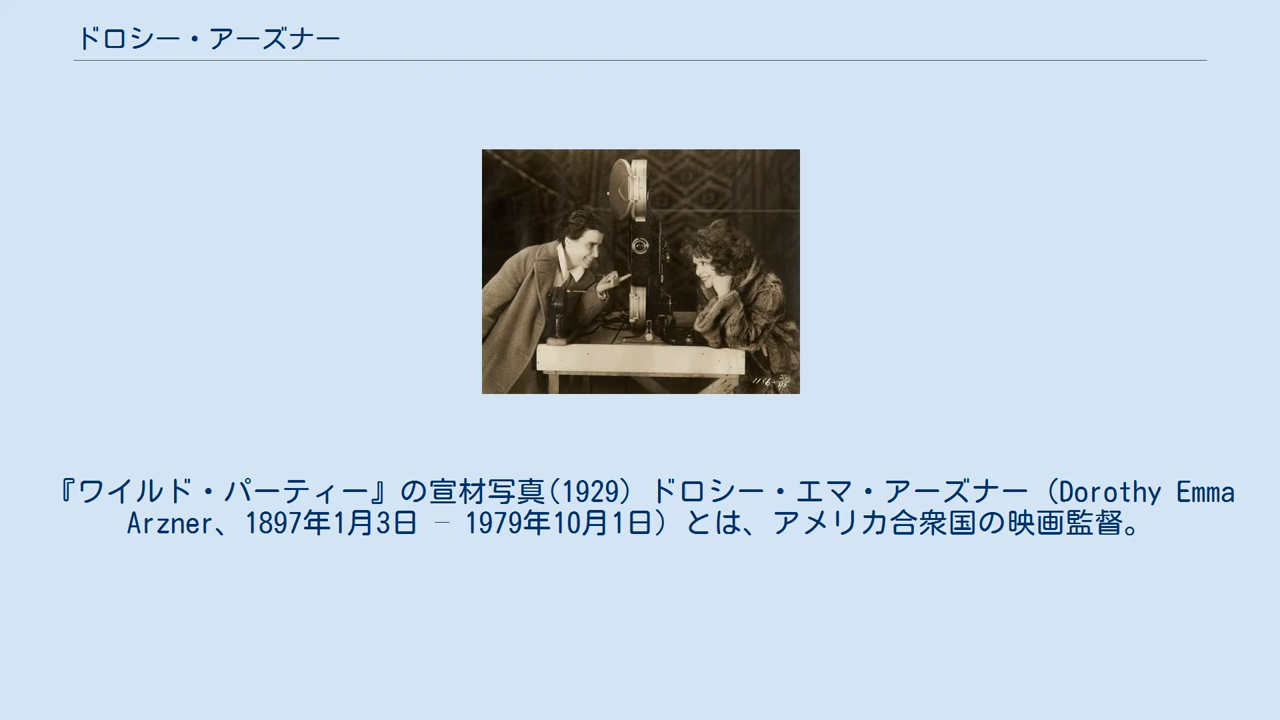 ドロシー・アーズナー
『ワイルド・パーティー』の宣材写真(1929) ドロシー・エマ・アーズナー (Dorothy Emma
Arzner、1897年1月3日 – 1979年10月1日) とは、アメリカ合衆国の映画監督。